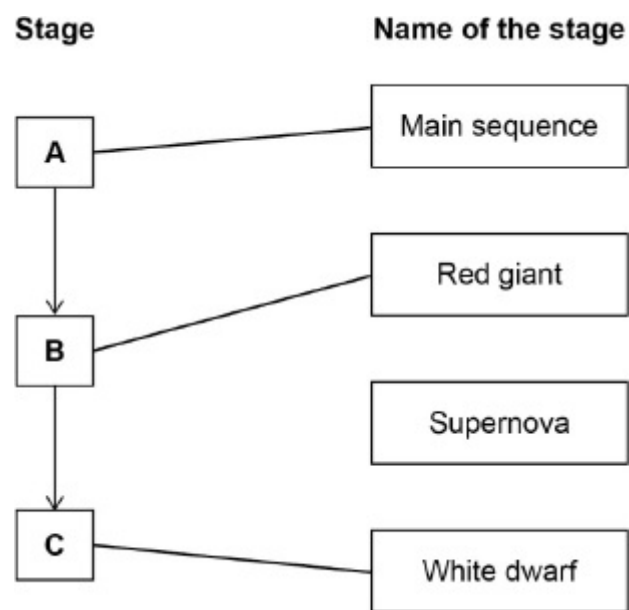 Stage Name of the stage
A Main sequence
Red giant
B
Supernova
C White dwarf